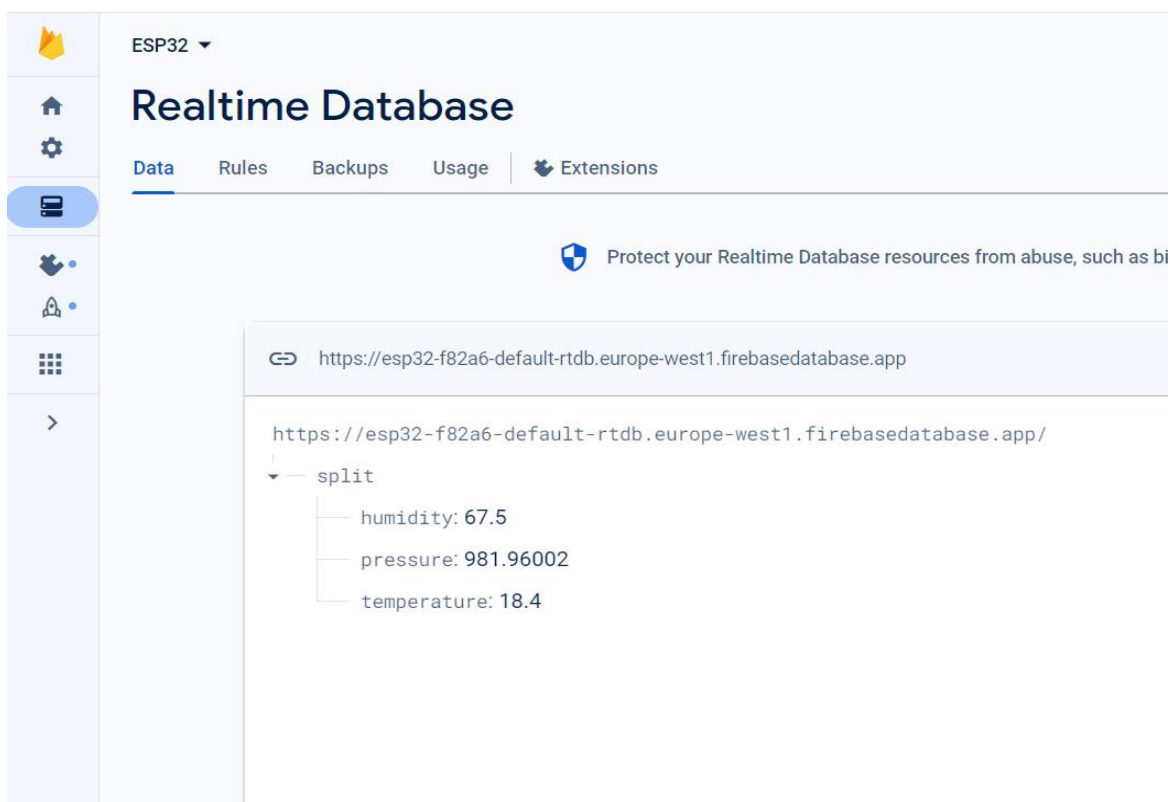 ESP32
Realtime Database
Data Rules Backups Usage Extensions
Protect your Realtime Database resources from abuse, such as bi
https://esp32-f82a6-default-rtdb.europe-west1.firebasedatabase.app
https://esp32-f82a6-default-rtdb.europe-west1.firebasedatabase.app/
split
humidity: 67.5
pressure: 981.96002
temperature: 18.4